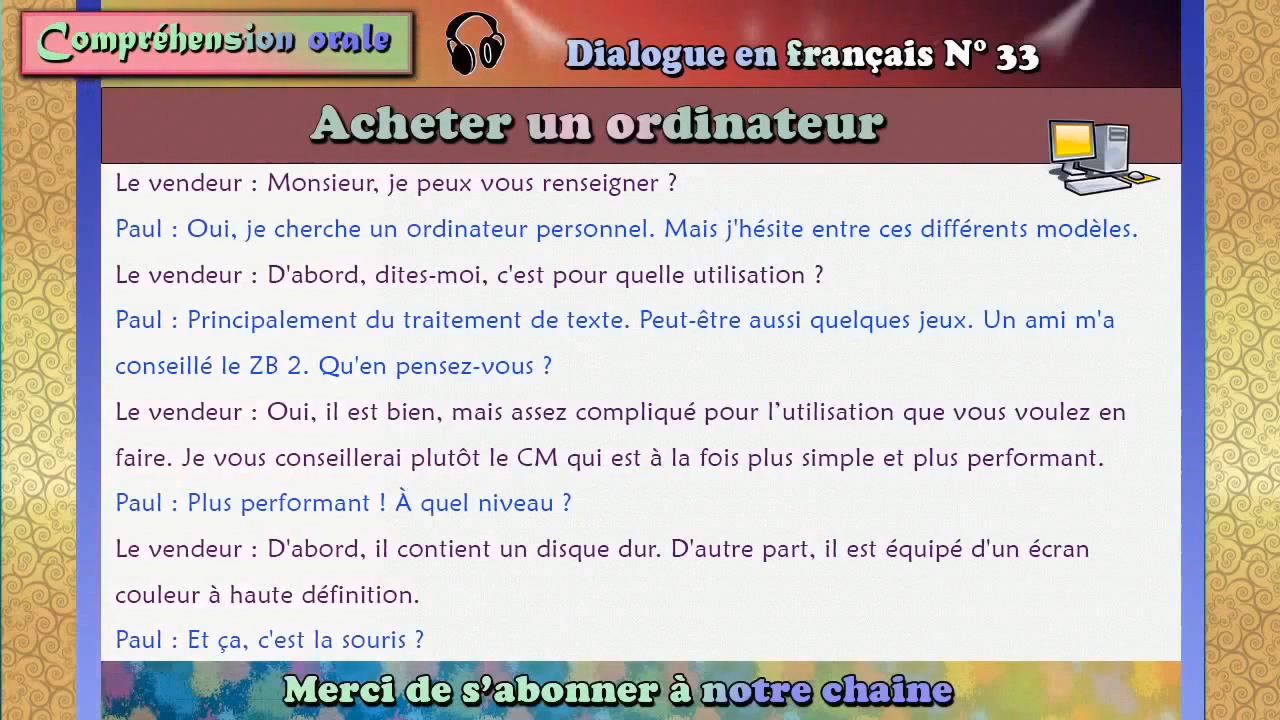 Compréhension orale
Dialogue en français N° 33
Acheter un ordinateur
Le vendeur : Monsieur, je peux vous renseigner ?
Paul : Oui, je cherche un ordinateur personnel. Mais j'hésite entre ces différents modèles.
Le vendeur : D'abord, dites-moi, c'est pour quelle utilisation ?
Paul : Principalement du traitement de texte. Peut-être aussi quelques jeux. Un ami m'a
conseillé le ZB 2. Qu'en pensez-vous ?
Le vendeur : Oui, il est bien, mais assez compliqué pour l’utilisation que vous voulez en
faire. Je vous conseillerai plutôt le CM qui est à la fois plus simple et plus performant.
Paul : Plus performant ! À quel niveau ?
Le vendeur : D'abord, il contient un disque dur. D'autre part, il est équipé d'un écran
couleur à haute définition.
Paul : Et ça, c'est la souris ?
Merci de s’abonner à notre chaine